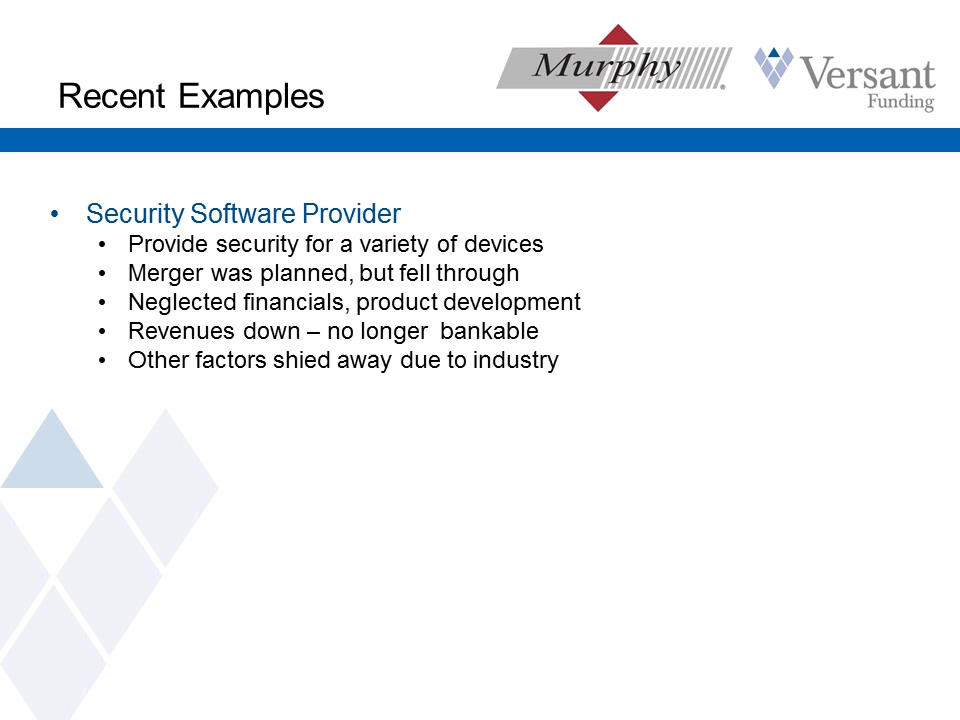 Recent Examples
Murphy
Versant
Funding
• Security Software Provider
• Provide security for a variety of devices
• Merger was planned, but fell through
• Neglected financials, product development
• Revenues down – no longer  bankable
• Other factors shied away due to industry